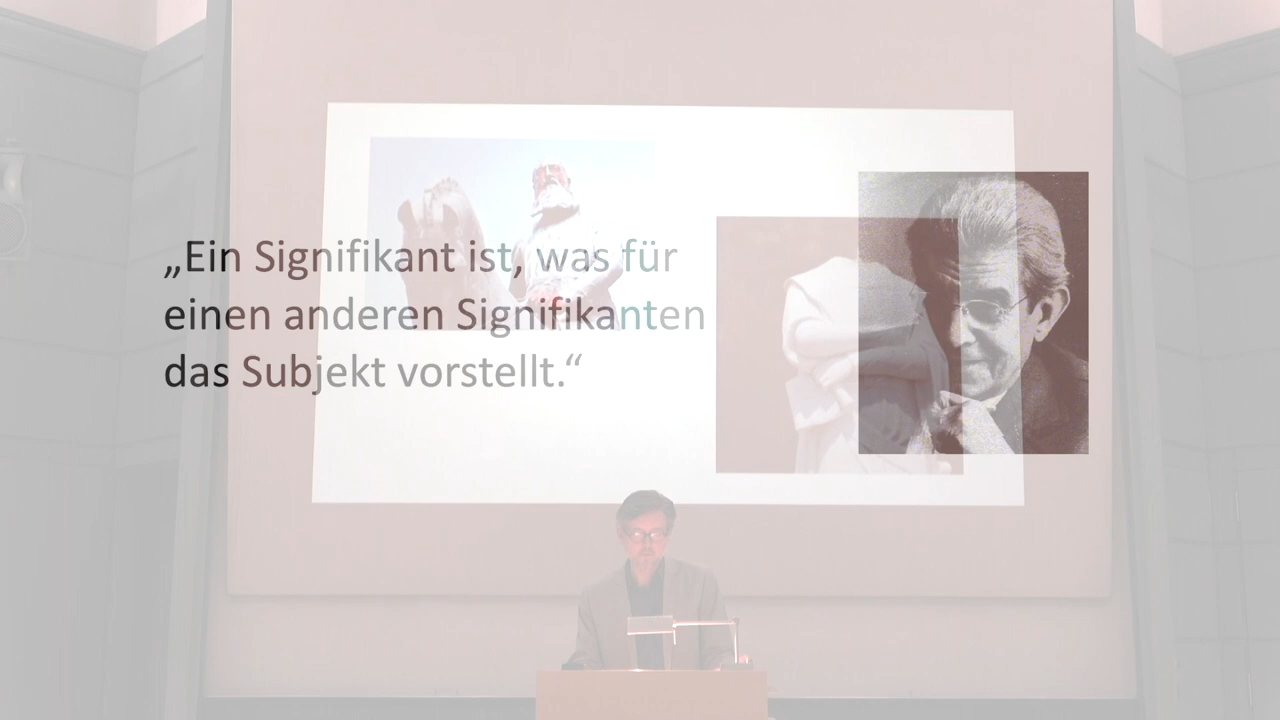 „Ein Signifikant ist, was für
einen anderen Signifikanten
das Subjekt vorstellt.“